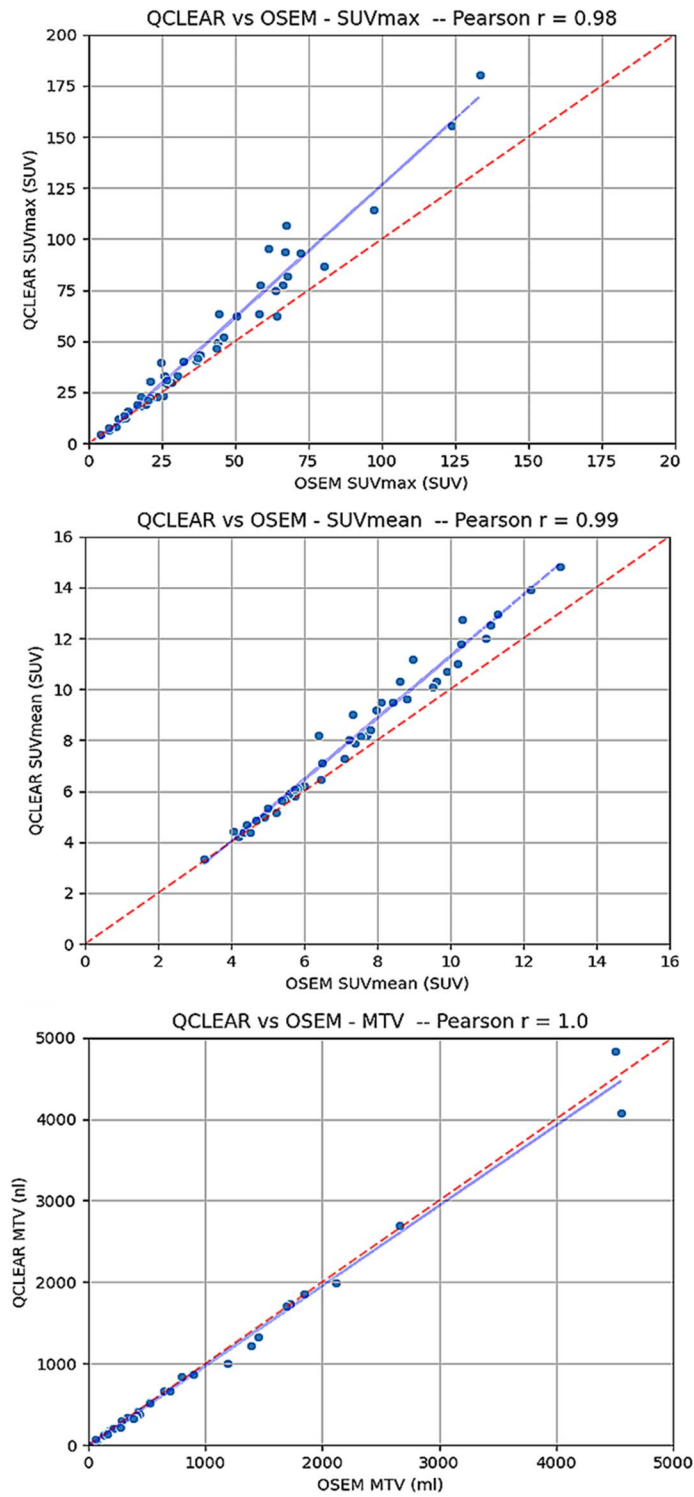 QCLEAR vs OSEM - SUVmax -- Pearson r = 0.98
200
175
150
125
100
75
50
25
0
QCLEAR SUVmax (SUV)
0 25 50 75 100 125 150 175 20
OSEM SUVmax (SUV)
QCLEAR vs OSEM - SUVmean -- Pearson r = 0.99
16
14
12
10
8
6
4
2
0
QCLEAR SUVmean (SUV)
0 2 4 6 8 10 12 14 16
OSEM SUVmean (SUV)
QCLEAR vs OSEM - MTV -- Pearson r = 1.0
5000
4000
3000
2000
1000
0
QCLEAR MTV (nl)
0 1000 2000 3000 4000 5000
OSEM MTV (ml)